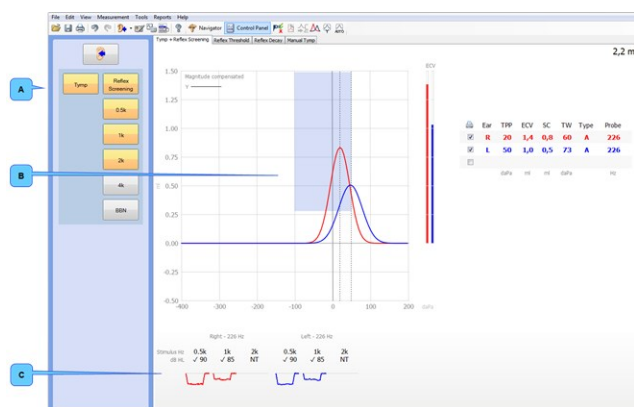 File Edit View Measurement Tools Reports Help
Navigator Control Panel
Tymp + Reflex Screening Reflex Threshold Reflex Decay Manual Tymp
2,2 m
A
Tymp
Reflex Screening
0.5k
1k
2k
4k
BBN
B
Magnitude compensated
Y
1.50
1.25
1.00
0.75
0.50
0.25
0.00
-0.25
-0.50
-400 -300 -200 -100 0 100 200 daPa
ECV
Ear TPP ECV SC TW Type Probe
R 20 1,4 0,8 60 A 226
L 50 1,0 0,5 73 A 226
daPa ml ml daPa Hz
Right - 226 Hz Left - 226 Hz
Stimulus Hz 0.5k 1k 2k 0.5k 1k 2k
dB HL ✓ 90 ✓ 85 NT ✓ 90 ✓ 85 NT
C